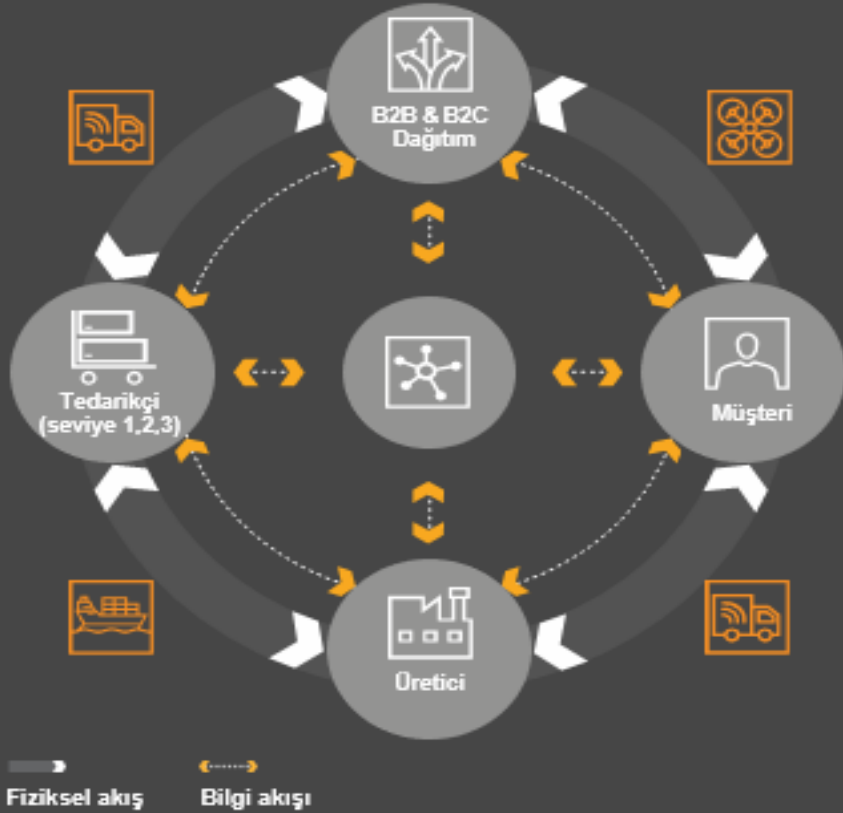 B2B & B2C
Dağıtım
Tedarikçi
(seviye 1,2,3)
Müşteri
Üretici
Fiziksel akış
Bilgi akışı